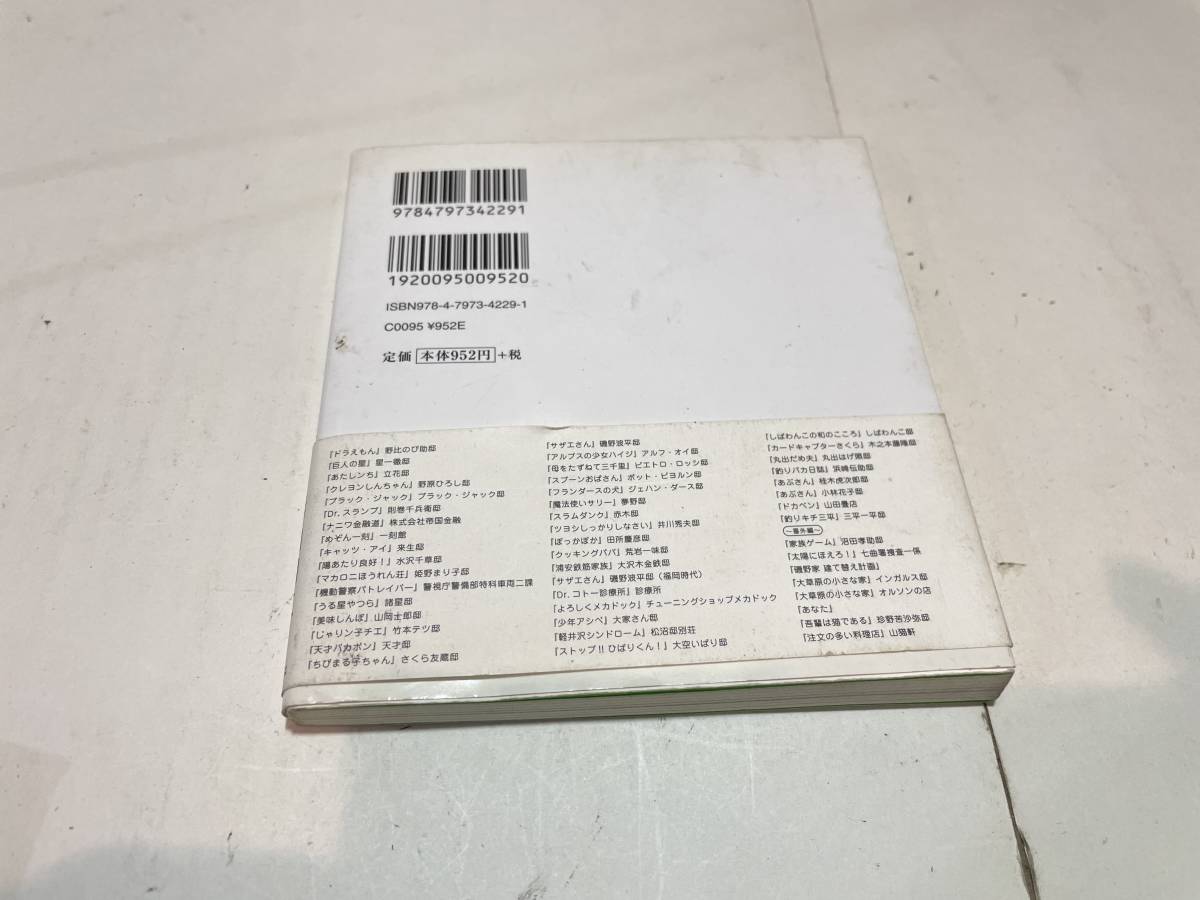 9784797342291
1920095009520
ISBN978-4-7973-4229-1
C0095 ¥952E
定価 本体952円+税
「ドラえもん」野比のび助邸
「巨人の星」星一徹邸
「あたしンち」立花邸
「クレヨンしんちゃん」野原ひろし邸
「ブラック・ジャック」ブラック・ジャック邸
「Dr. スランプ」則巻千兵衛邸
「ナニワ金融道」株式会社帝国金融
「めぞん一刻」一刻館
「キャッツ・アイ」来生邸
「陽あたり良好！」水沢千草邸
「マカロニほうれん荘」姫野まり子邸
「機動警察パトレイバー」警視庁警備部特科車両二課
「うる星やつら」諸星邸
「美味しんぼ」山岡士郎邸
「じゃリン子チエ」竹本テツ邸
「天才バカボン」天才邸
「ちびまる子ちゃん」さくら友蔵邸
「サザエさん」磯野波平邸
「アルプスの少女ハイジ」アルフ・オイ邸
「母をたずねて三千里」ピエトロ・ロッシ邸
「スプーンおばさん」ポット・ビヨルン邸
「フランダースの犬」ジェハン・ダース邸
「魔法使いサリー」夢野邸
「スラムダンク」赤木邸
「ツヨシしっかりしなさい」井川秀夫邸
「ぽっかぽか」田所慶彦邸
「クッキングパパ」荒岩一味邸
「浦安鉄筋家族」大沢木金鉄邸
「サザエさん」磯野波平邸（福岡時代）
「Dr.コトー診療所」診療所
「よろしくメカドック」チューニングショップメカドック
「少年アシベ」大家さん邸
「軽井沢シンドローム」松沼邸別荘
「ストップ!!ひばりくん！」大空いばり邸
「しばわんこの和のこころ」しばわんこ邸
「カードキャプターさくら」木之本藤隆邸
「丸出だめ夫」丸出はげ照邸
「釣りバカ日誌」浜崎伝助邸
「あぶさん」桂木虎次郎邸
「あぶさん」小林花子邸
「ドカベン」山田畳店
「釣りキチ三平」三平一平邸
〜番外編〜
「家族ゲーム」沼田孝助邸
「太陽にほえろ！」七曲署捜査一係
「磯野家 建て替え計画」
「大草原の小さな家」インガルス邸
「大草原の小さな家」オルソンの店
「あなた」
「吾輩は猫である」珍野苦沙弥邸
「注文の多い料理店」山猫軒